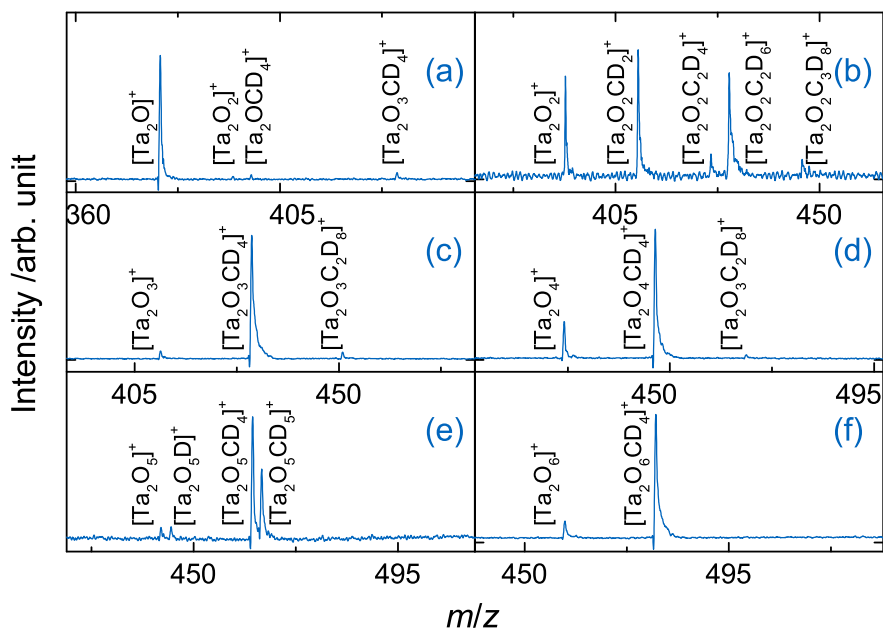 Intensity /arb. unit
(a)
[Ta₂O]⁺
[Ta₂O₂]⁺
[Ta₂OCD₄]⁺
[Ta₂O₃CD₄]⁺
360
405
(b)
[Ta₂O₂]⁺
[Ta₂O₂CD₂]⁺
[Ta₂O₂C₂D₄]⁺
[Ta₂O₂C₂D₆]⁺
[Ta₂O₂C₃D₈]⁺
405
450
(c)
[Ta₂O₃]⁺
[Ta₂O₃CD₄]⁺
[Ta₂O₃C₂D₈]⁺
405
450
(d)
[Ta₂O₄]⁺
[Ta₂O₄CD₄]⁺
[Ta₂O₃C₂D₈]⁺
450
495
(e)
[Ta₂O₅]⁺
[Ta₂O₅D]⁺
[Ta₂O₅CD₄]⁺
[Ta₂O₅CD₅]⁺
450
495
(f)
[Ta₂O₆]⁺
[Ta₂O₆CD₄]⁺
450
495
m/z